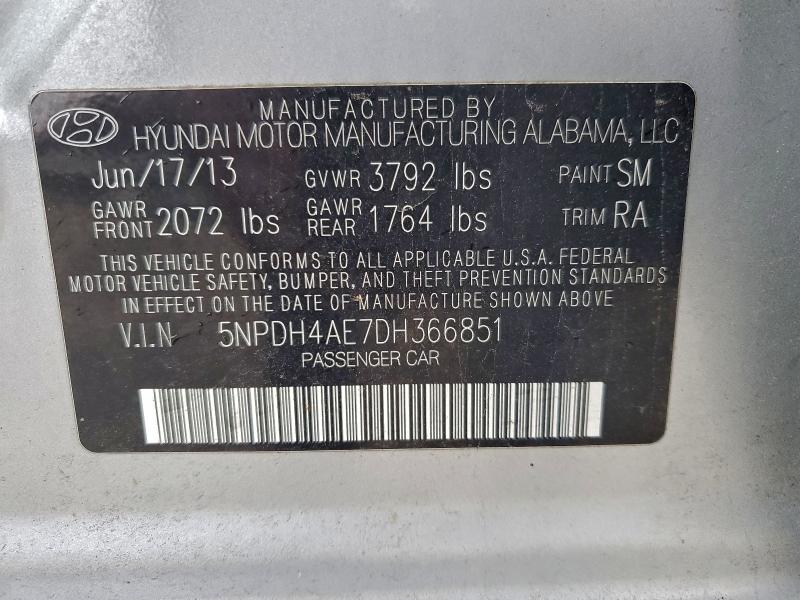 MANUFACTURED BY
HYUNDAI MOTOR MANUFACTURING ALABAMA, LLC
Jun/17/13 GVWR 3792 lbs PAINT SM
GAWR FRONT 2072 lbs GAWR REAR 1764 lbs TRIM RA
THIS VEHICLE CONFORMS TO ALL APPLICABLE U.S.A. FEDERAL
MOTOR VEHICLE SAFETY, BUMPER, AND THEFT PREVENTION STANDARDS
IN EFFECT ON THE DATE OF MANUFACTURE SHOWN ABOVE
V.I.N 5NPDH4AE7DH366851
PASSENGER CAR